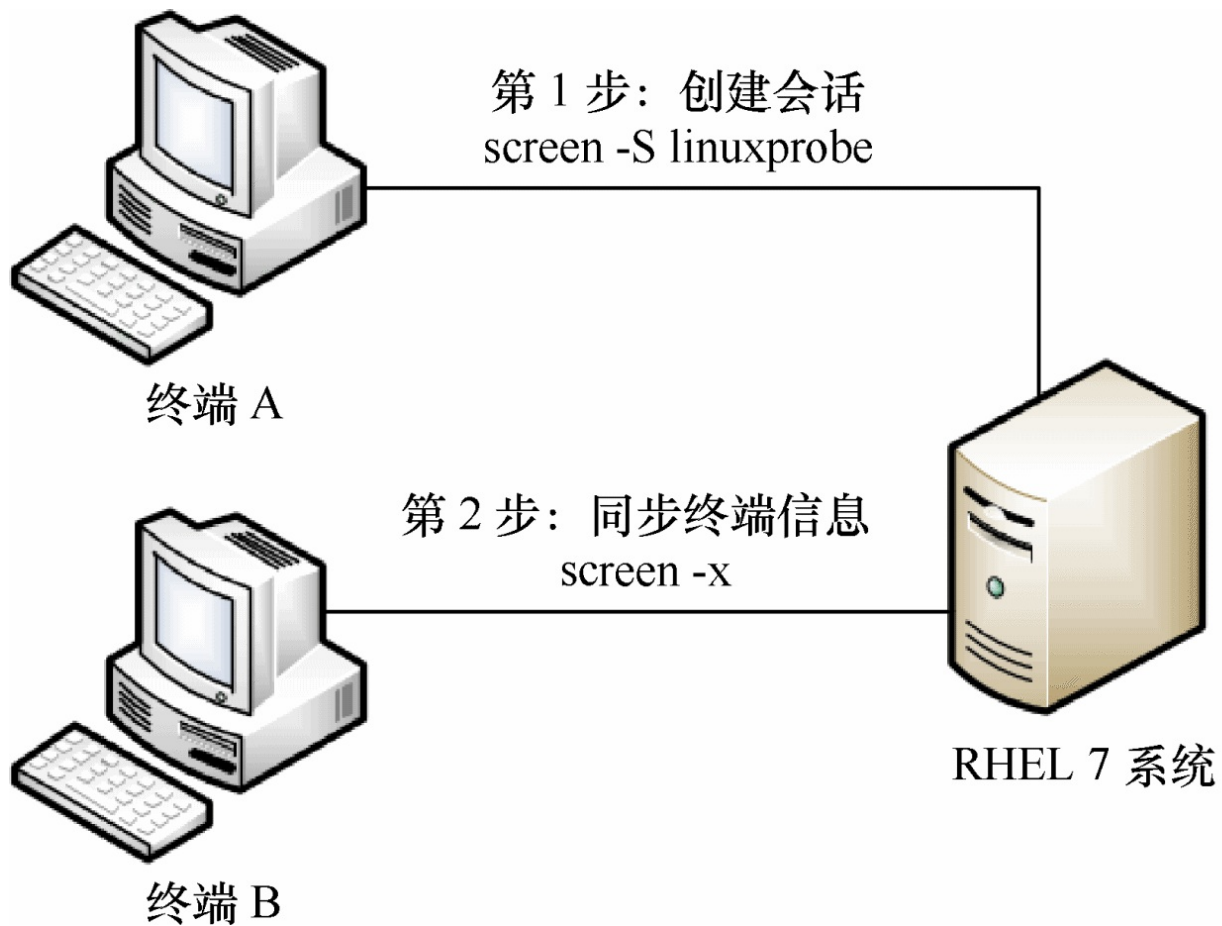 第 1 步：创建会话
screen -S linuxprobe
终端 A
第 2 步：同步终端信息
screen -x
RHEL 7 系统
终端 B